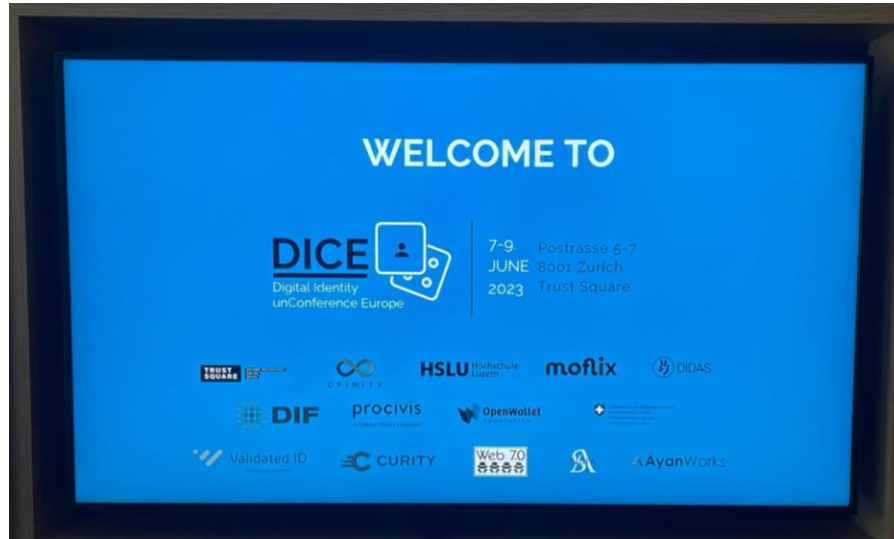 WELCOME TO
DICE
Digital Identity
unConference Europe
7-9.
JUNE
2023
Postrasse 5-7
8001 Zurich
Trust Square
TRUST
SQUARE
DFINITY
HSLU Hochschule
Luzern
moflix
DIDAS
DIF
procivis
OpenWallet
FOUNDATION
Validated ID
CURITY
Web 7.0
AyanWorks